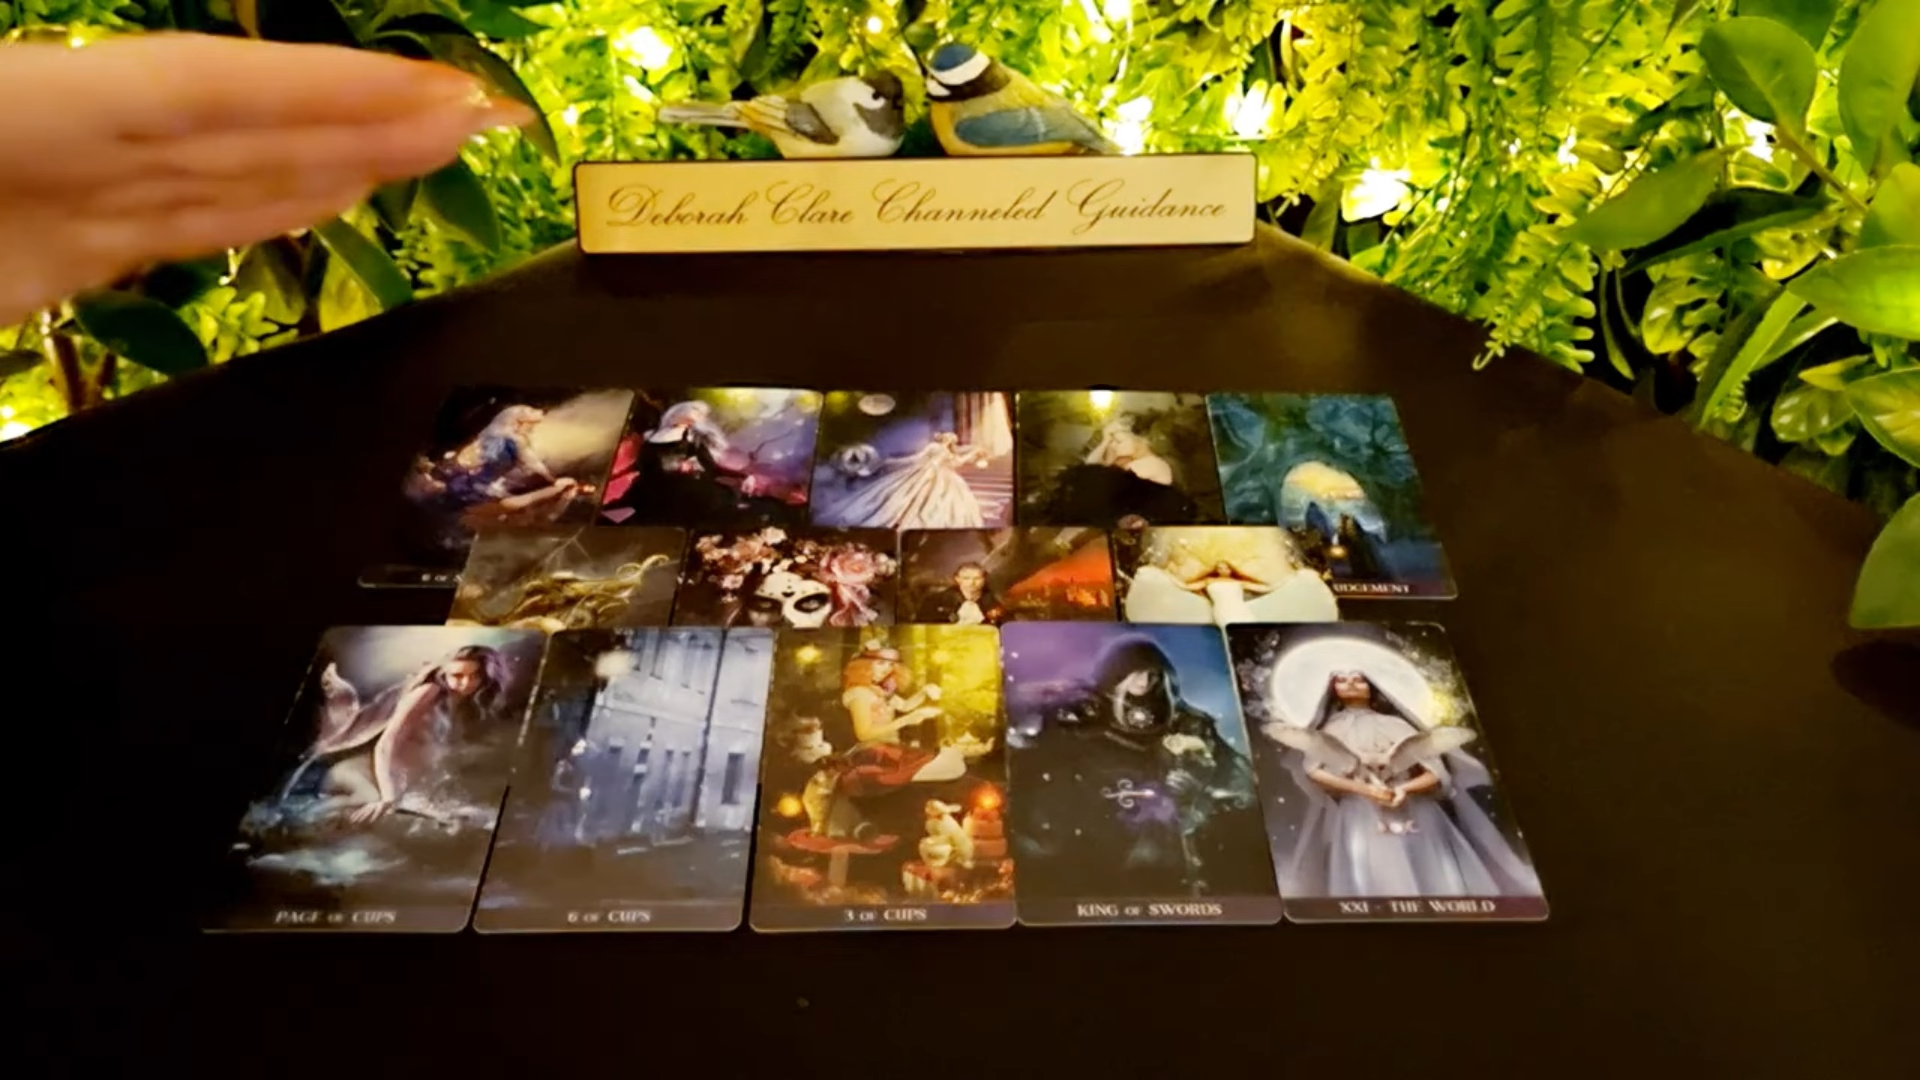 Deborah Clare Channeled Guidance
PAGE OF CUPS
6 OF CUPS
3 OF CUPS
KING OF SWORDS
XXI - THE WORLD